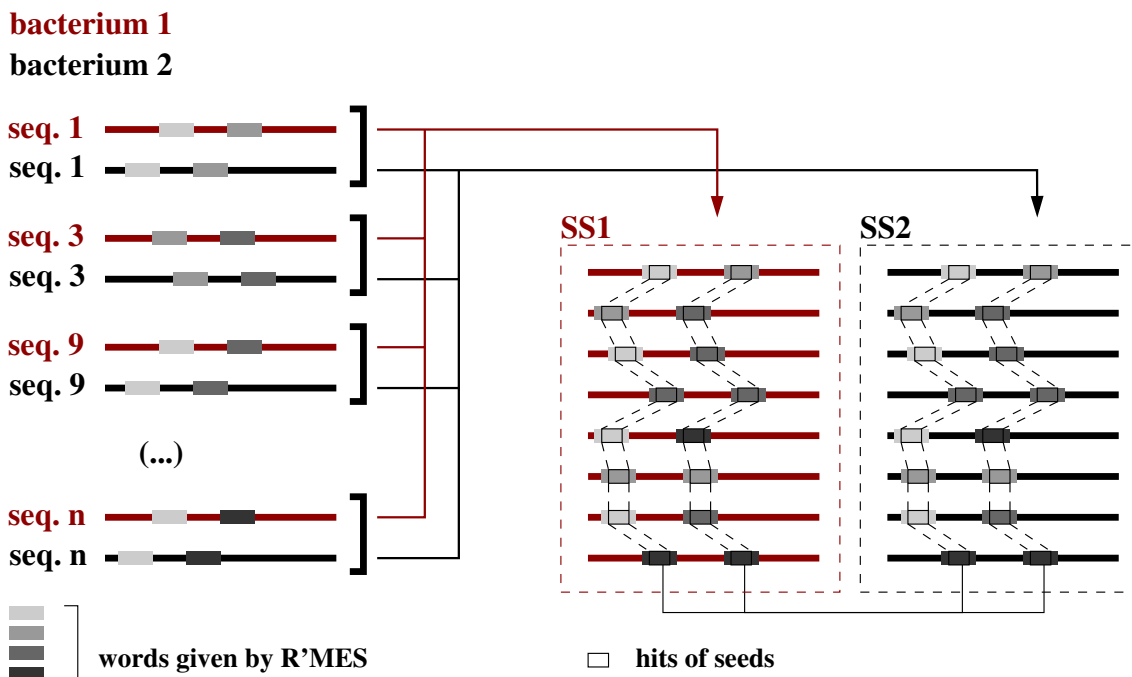 bacterium 1
bacterium 2
seq. 1
seq. 1
seq. 3
seq. 3
seq. 9
seq. 9
(...)
seq. n
seq. n
SS1
SS2
words given by R'MES
hits of seeds